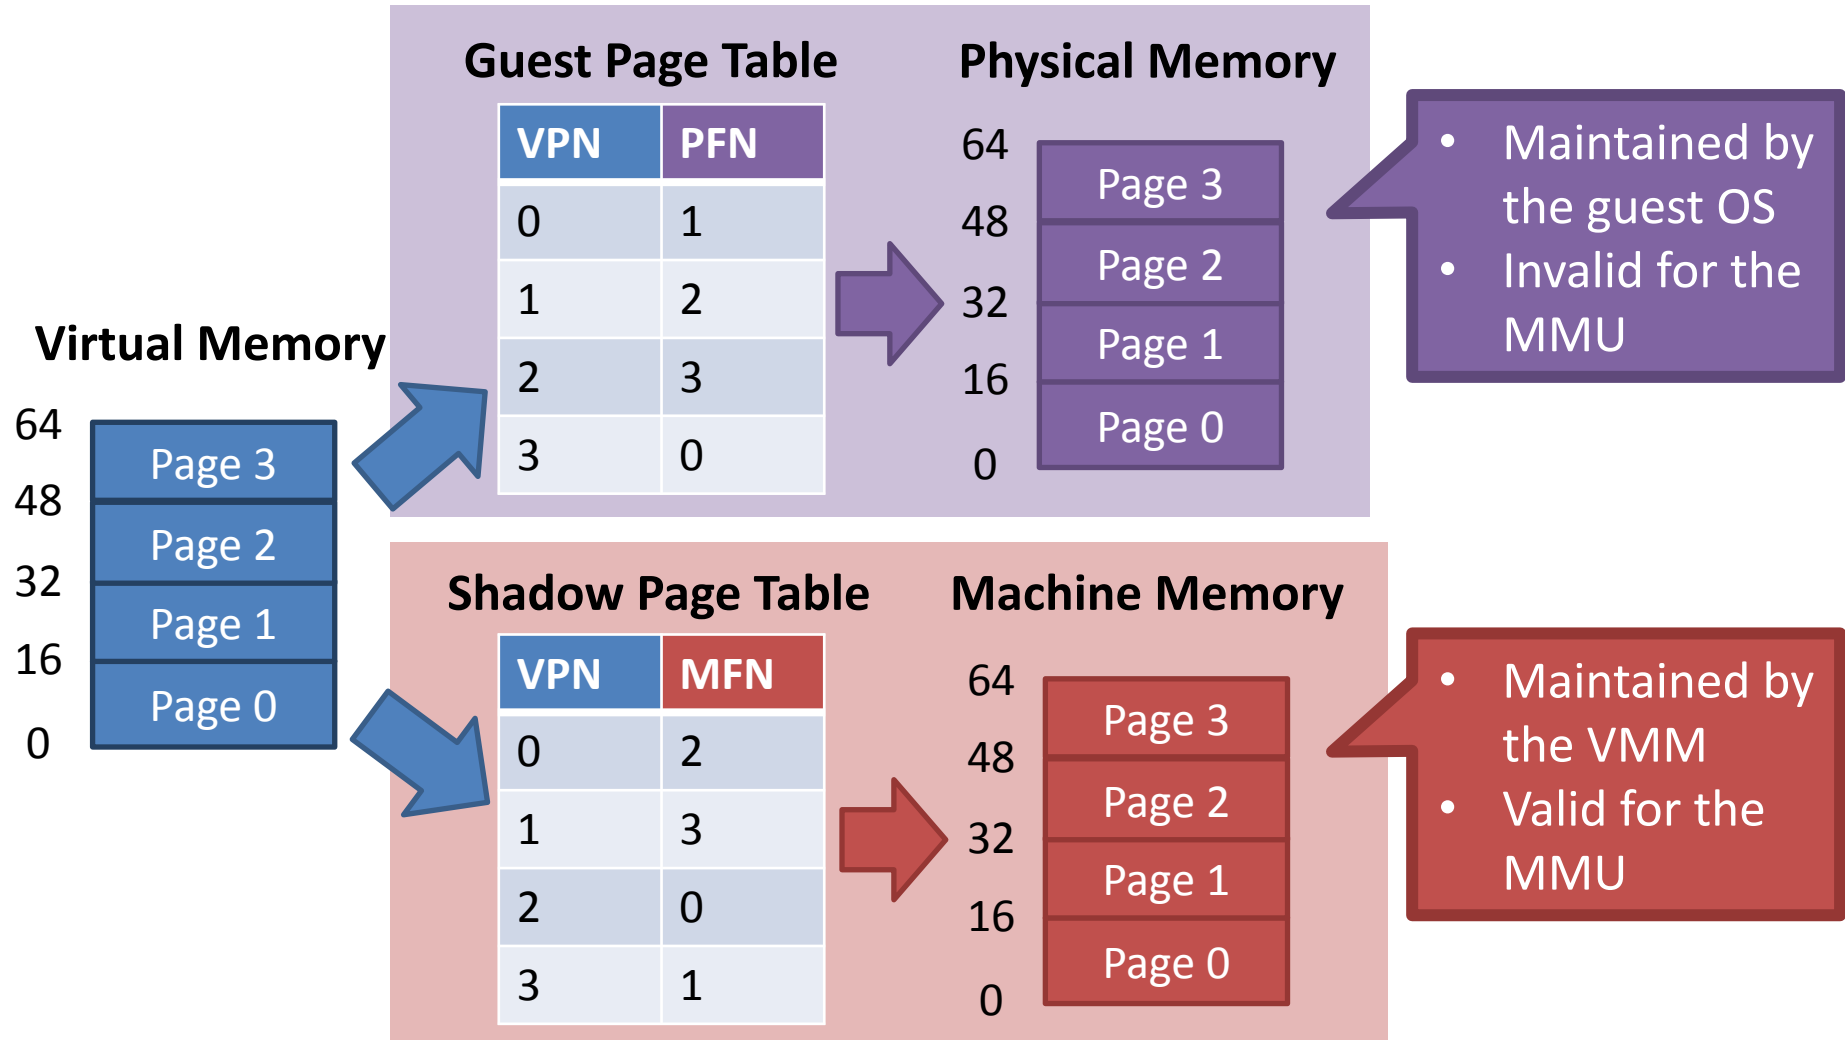 Virtual Memory
64
Page 3
48
Page 2
32
Page 1
16
Page 0
0
Guest Page Table
VPN PFN
0 1
1 2
2 3
3 0
Physical Memory
64
Page 3
48
Page 2
32
Page 1
16
Page 0
0
• Maintained by
the guest OS
• Invalid for the
MMU
Shadow Page Table
VPN MFN
0 2
1 3
2 0
3 1
Machine Memory
64
Page 3
48
Page 2
32
Page 1
16
Page 0
0
• Maintained by
the VMM
• Valid for the
MMU